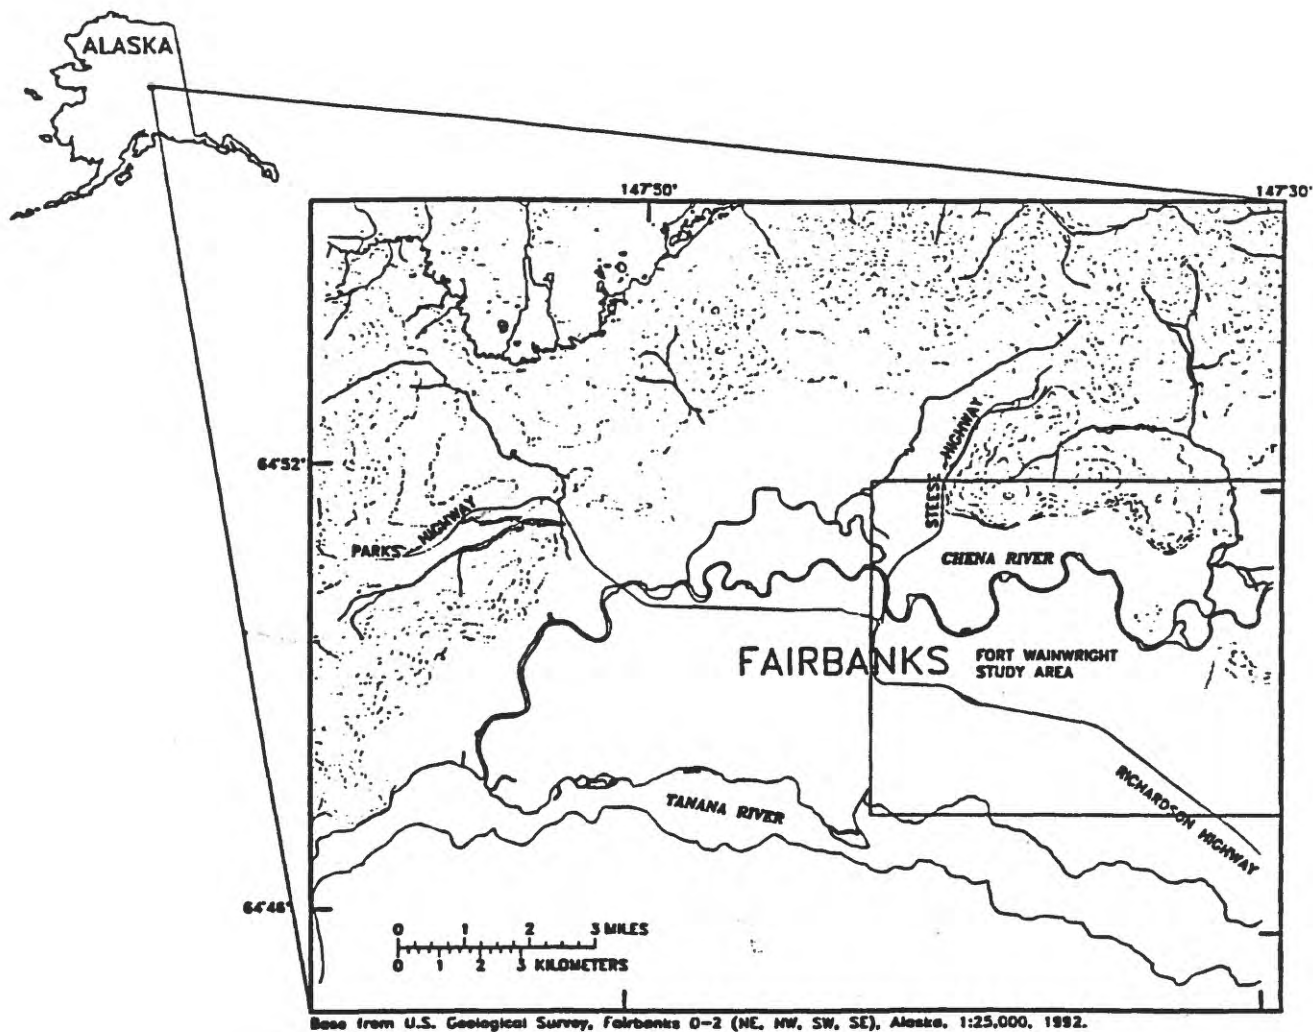 ALASKA
147°50'
147°30'
64°52'
STEESE HIGHWAY
PARKS HIGHWAY
CHENA RIVER
FAIRBANKS
FORT WAINWRIGHT
STUDY AREA
TANANA RIVER
RICHARDSON HIGHWAY
64°46'
0 1 2 3 MILES
0 1 2 3 KILOMETERS
Base from U.S. Geological Survey, Fairbanks D-2 (NE, NW, SW, SE), Alaska, 1:25,000, 1992.